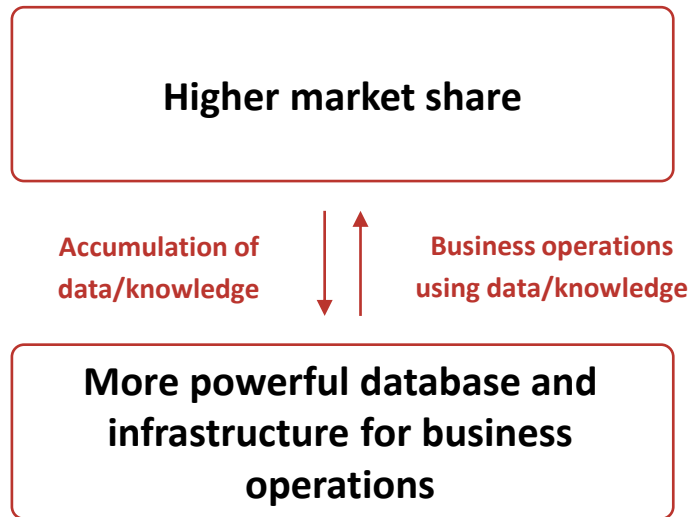 Higher market share
Accumulation of
data/knowledge
Business operations
using data/knowledge
More powerful database and
infrastructure for business
operations